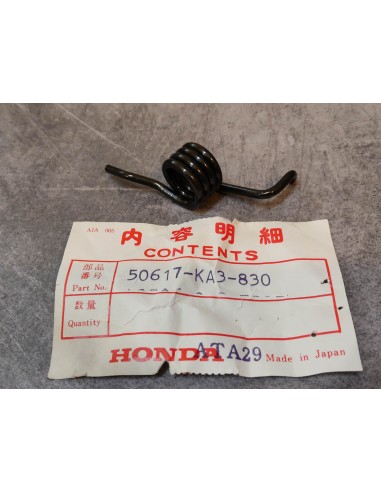 AIA 005
内容明細
CONTENTS
部品
番号
Part No.
50617-KA3-830
数量
Quantity
HONDA
ATA29
Made in Japan